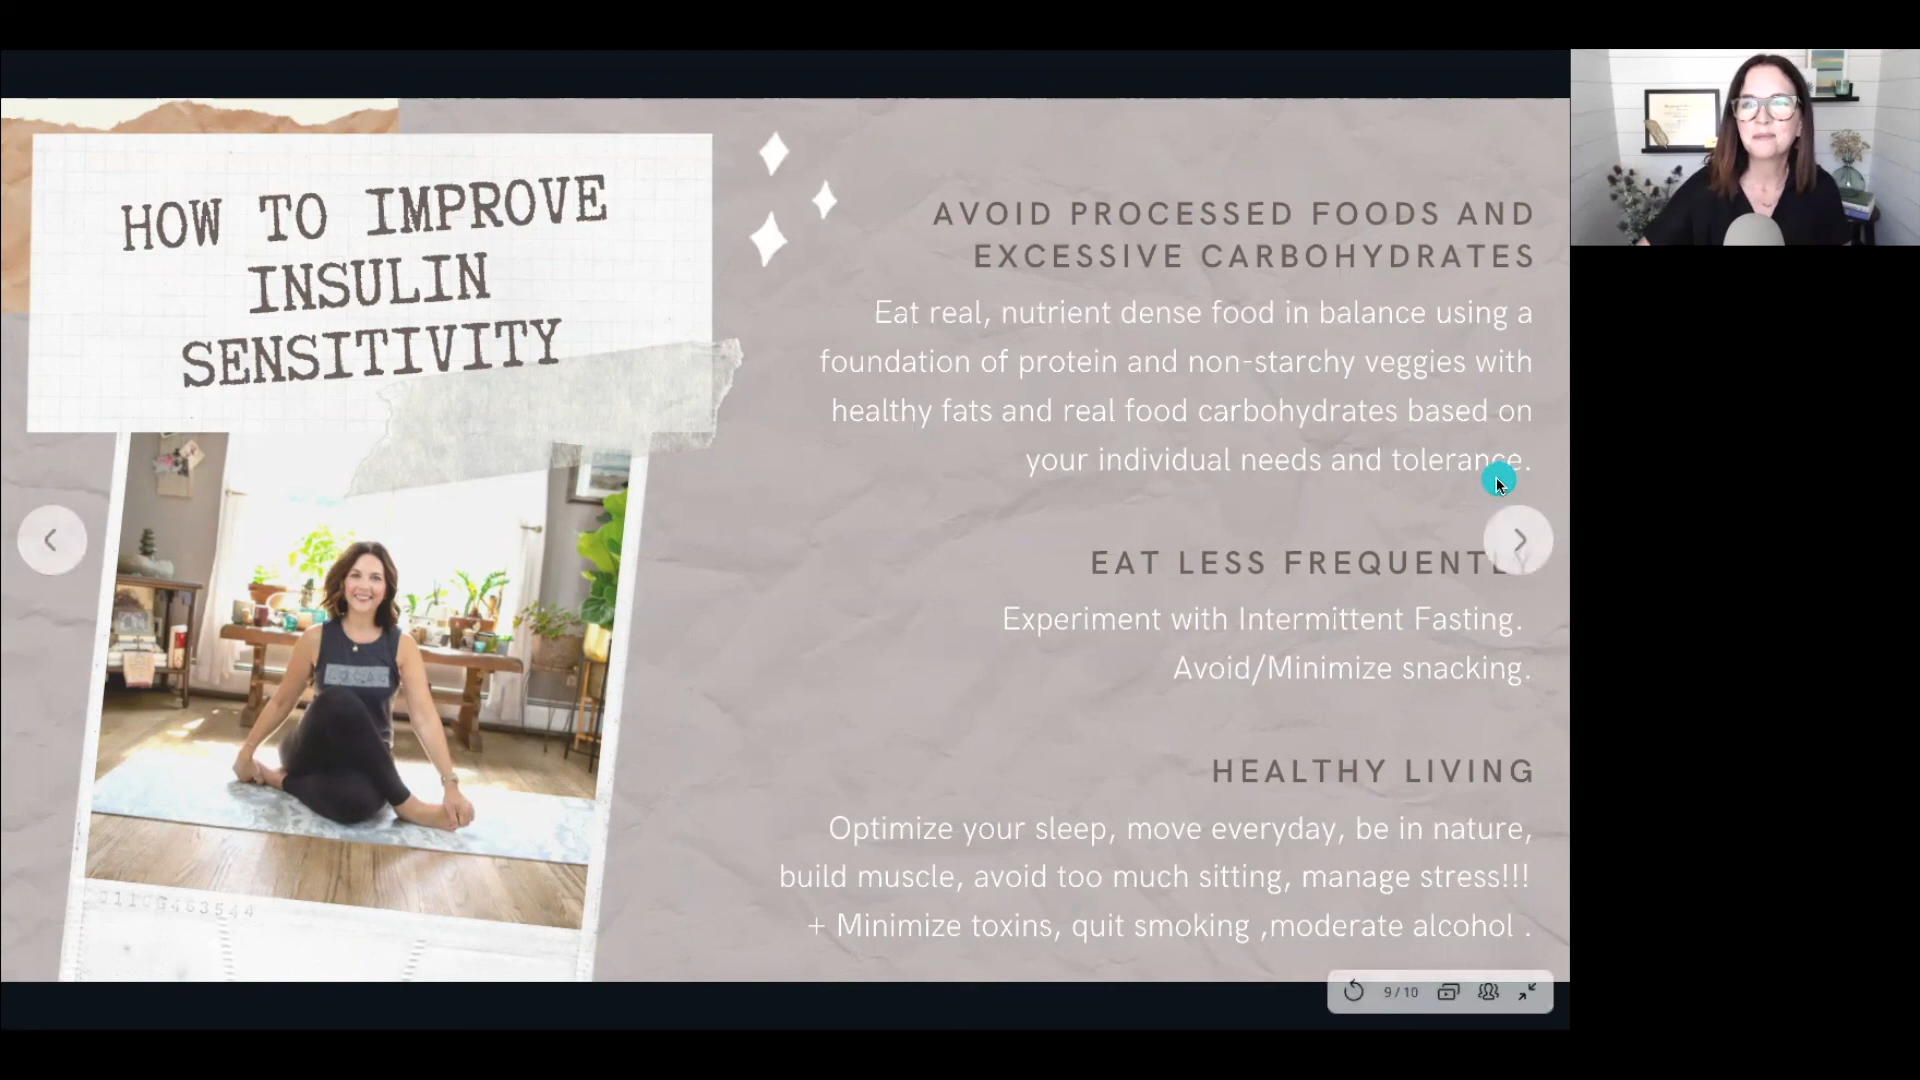 HOW TO IMPROVE
INSULIN
SENSITIVITY
AVOID PROCESSED FOODS AND
EXCESSIVE CARBOHYDRATES
Eat real, nutrient dense food in balance using a
foundation of protein and non-starchy veggies with
healthy fats and real food carbohydrates based on
your individual needs and tolerance.
EAT LESS FREQUENTLY
Experiment with Intermittent Fasting.
Avoid/Minimize snacking.
HEALTHY LIVING
Optimize your sleep, move everyday, be in nature,
build muscle, avoid too much sitting, manage stress!!!
+ Minimize toxins, quit smoking ,moderate alcohol .
LOCAL
9/10